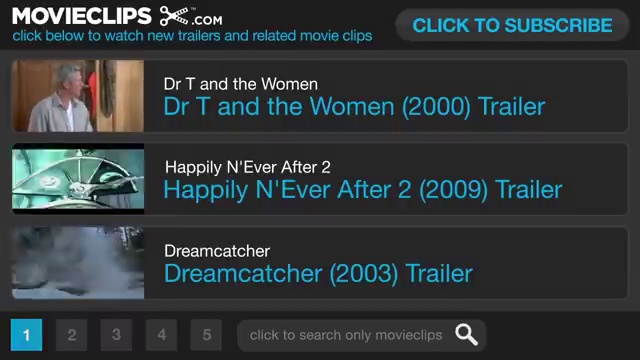 MOVIECLIPS.COM™
click below to watch new trailers and related movie clips
CLICK TO SUBSCRIBE
Dr T and the Women
Dr T and the Women (2000) Trailer
Happily N'Ever After 2
Happily N'Ever After 2 (2009) Trailer
Dreamcatcher
Dreamcatcher (2003) Trailer
1 2 3 4 5 click to search only movieclips